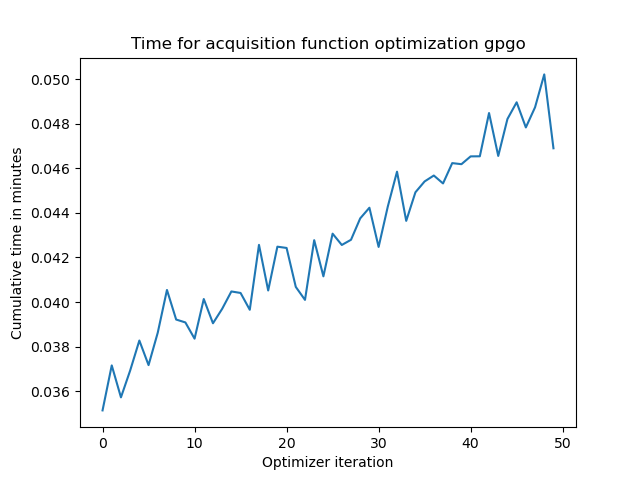 Time for acquisition function optimization gpgo
0.050
0.048
0.046
0.044
0.042
0.040
0.038
0.036
Cumulative time in minutes
0 10 20 30 40 50
Optimizer iteration